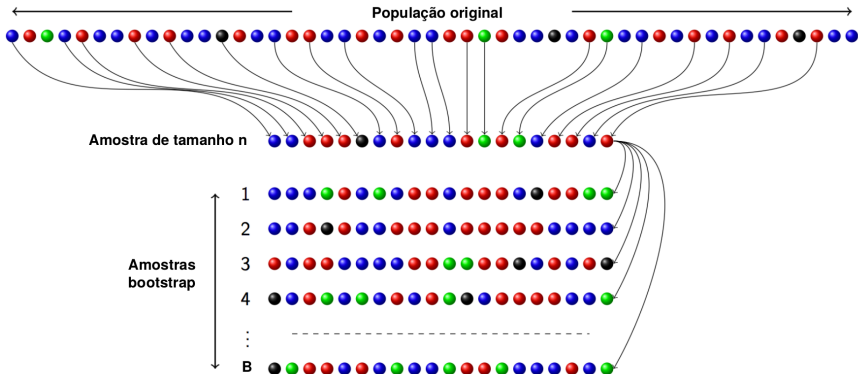 População original
Amostra de tamanho n
1
2
3
Amostras
bootstrap
4
⋮
B